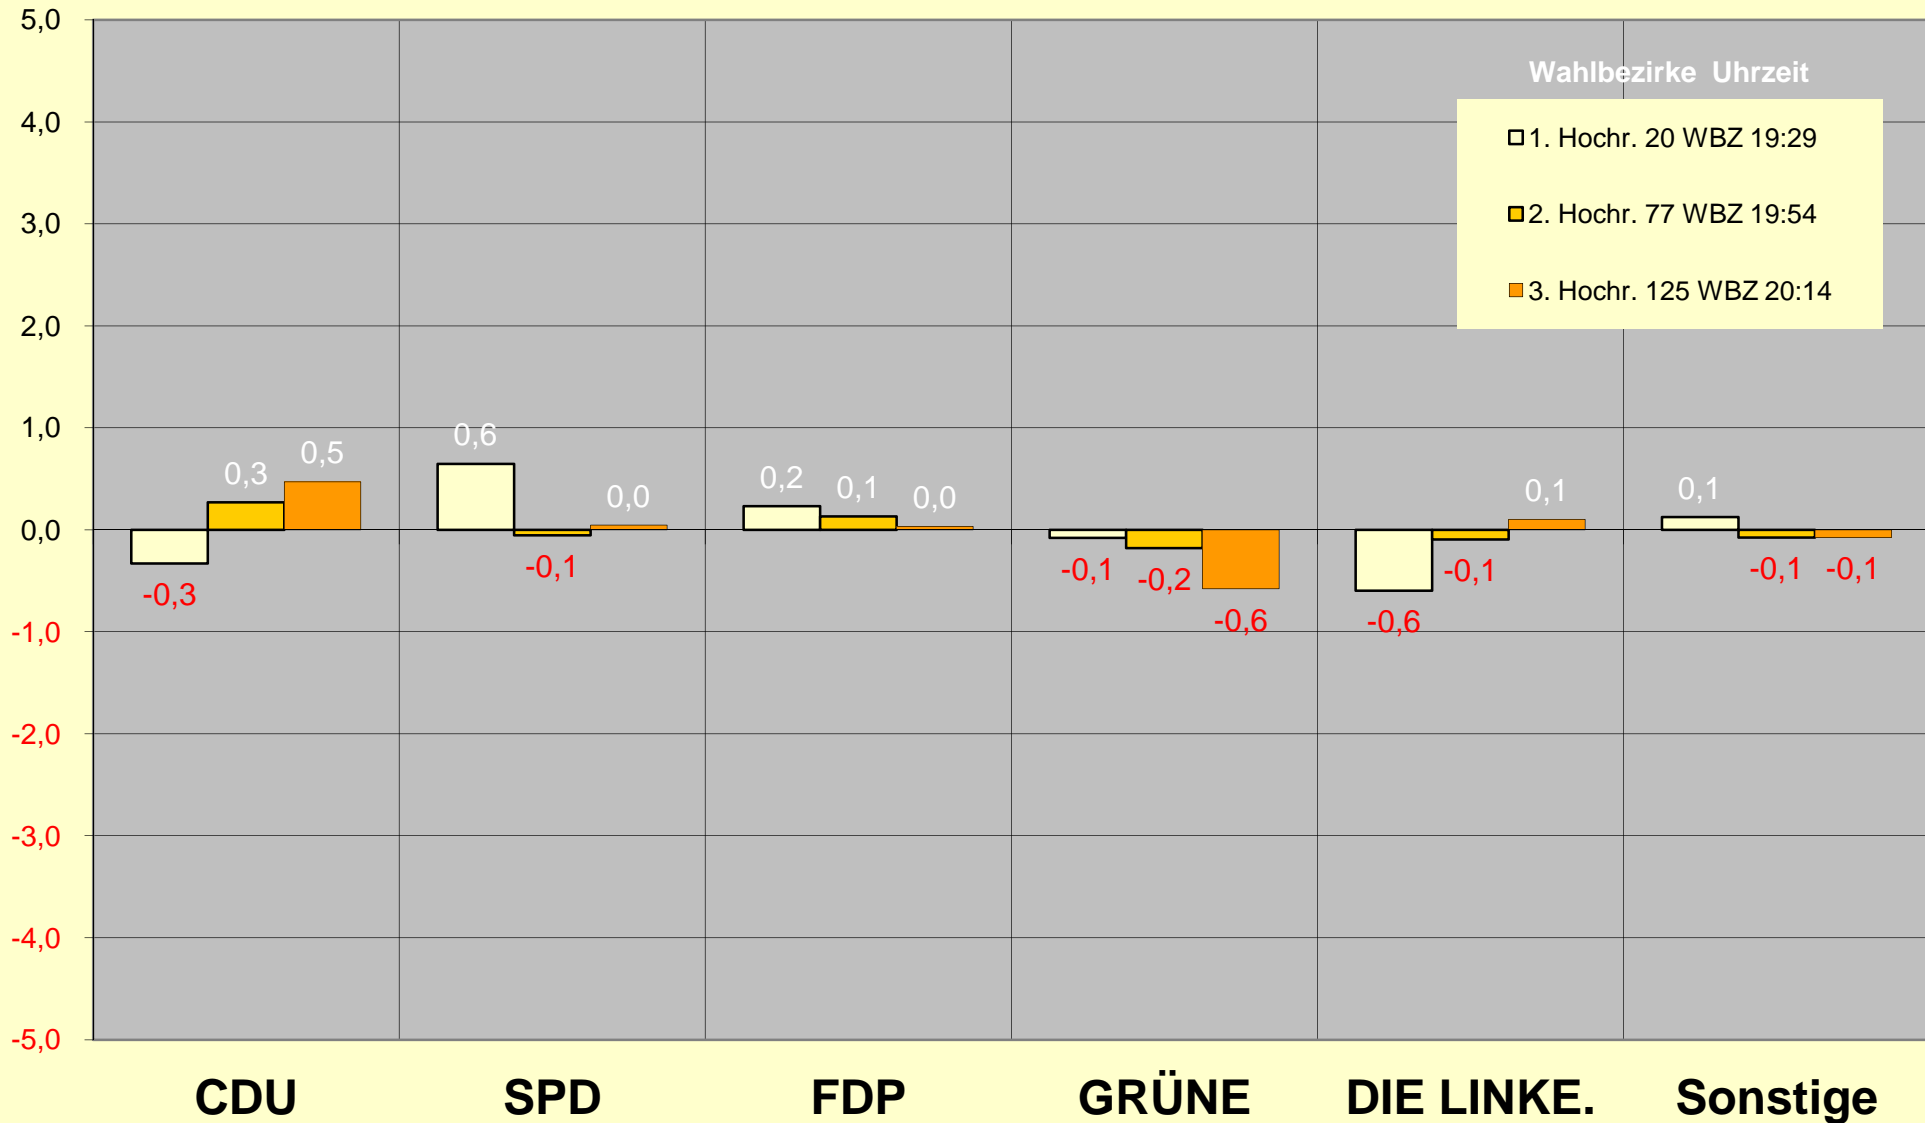 5,0
4,0
3,0
2,0
1,0
0,0
-1,0
-2,0
-3,0
-4,0
-5,0
Wahlbezirke Uhrzeit
1. Hochr. 20 WBZ 19:29
2. Hochr. 77 WBZ 19:54
3. Hochr. 125 WBZ 20:14
-0,3 0,3 0,5
0,6 -0,1 0,0
0,2 0,1 0,0
-0,1 -0,2 -0,6
-0,6 -0,1 0,1
0,1 -0,1 -0,1
CDU SPD FDP GRÜNE DIE LINKE. Sonstige